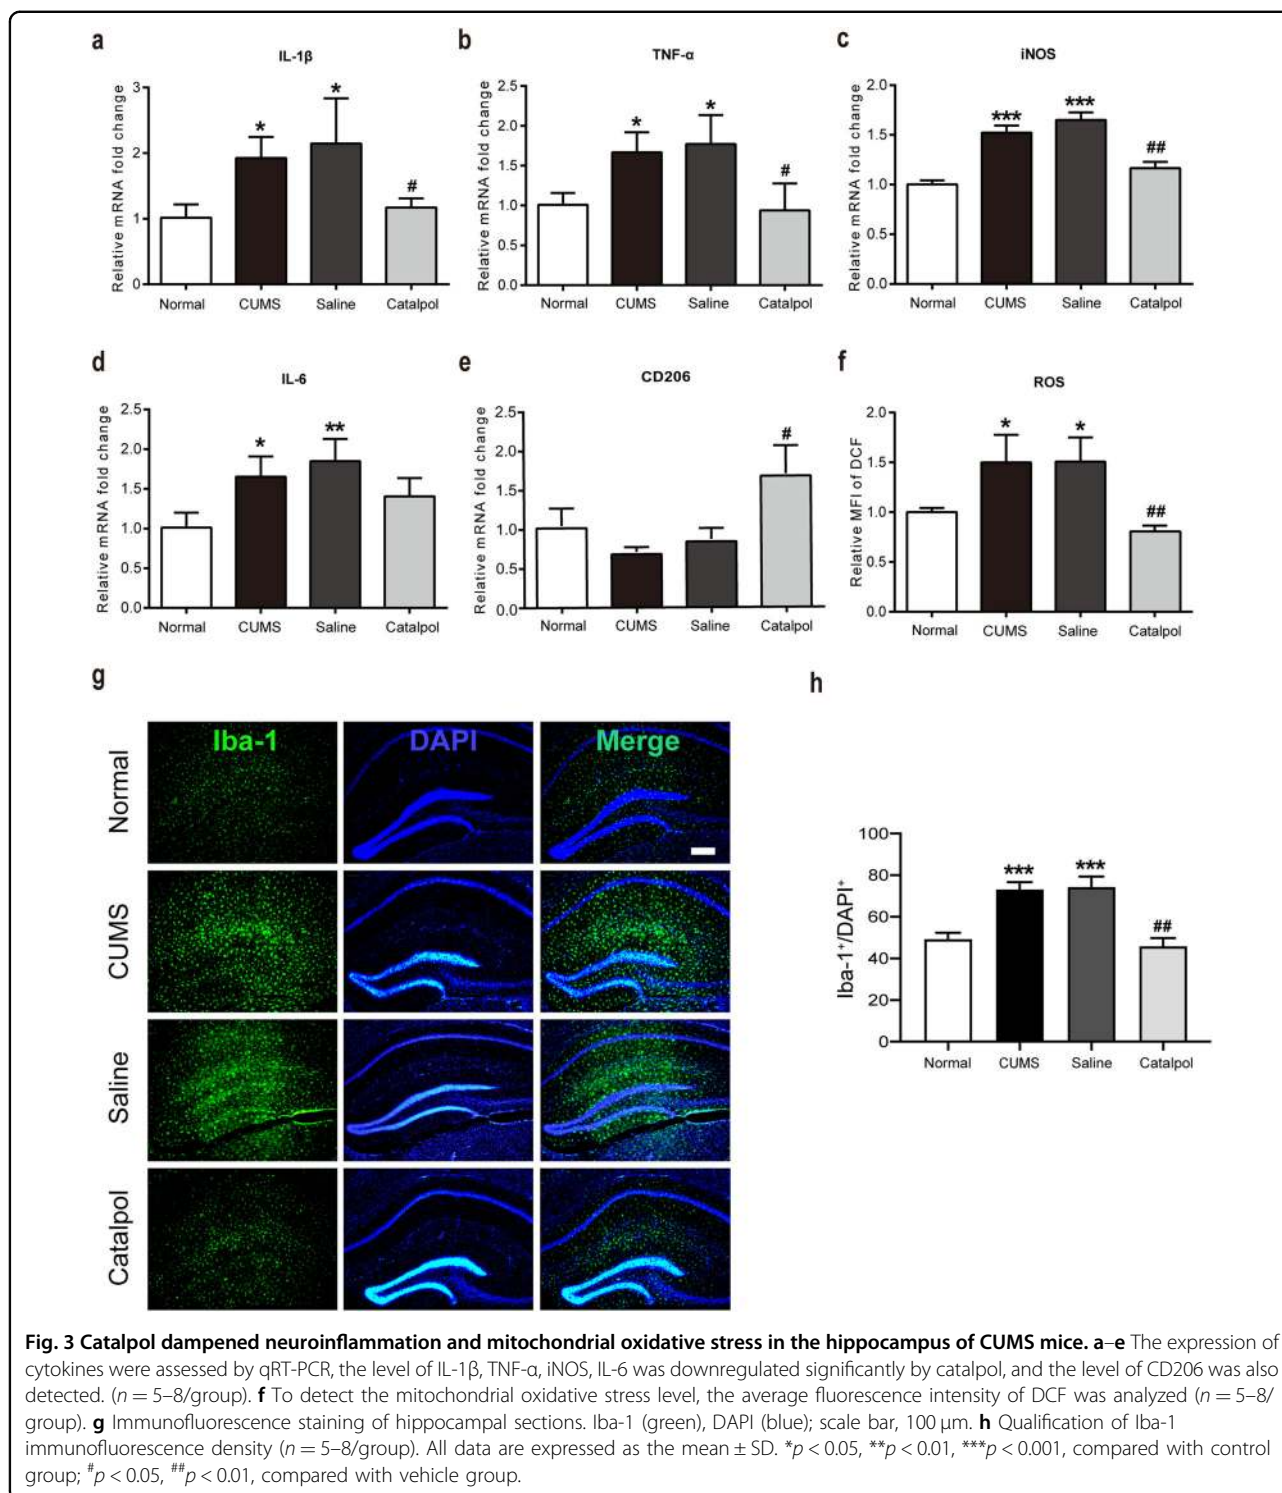 a
IL-1β
Relative mRNA fold change
3
2
1
0
*
*
#
Normal CUMS Saline Catalpol
b
TNF-α
Relative mRNA fold change
2.5
2.0
1.5
1.0
0.5
0.0
*
*
#
Normal CUMS Saline Catalpol
c
iNOS
Relative mRNA fold change
2.0
1.5
1.0
0.5
0.0
***
***
##
Normal CUMS Saline Catalpol
d
IL-6
Relative mRNA fold change
2.5
2.0
1.5
1.0
0.5
0.0
*
**
Normal CUMS Saline Catalpol
e
CD206
Relative mRNA fold change
2.5
2.0
1.5
1.0
0.5
0.0
#
Normal CUMS Saline Catalpol
f
ROS
Relative MFI of DCF
2.0
1.5
1.0
0.5
0.0
*
*
##
Normal CUMS Saline Catalpol
g
Iba-1 DAPI Merge
Normal
CUMS
Saline
Catalpol
h
Iba-1⁺/DAPI⁺
100
80
60
40
20
0
***
***
##
Normal CUMS Saline Catalpol
Fig. 3 Catalpol dampened neuroinflammation and mitochondrial oxidative stress in the hippocampus of CUMS mice. a–e The expression of
cytokines were assessed by qRT-PCR, the level of IL-1β, TNF-α, iNOS, IL-6 was downregulated significantly by catalpol, and the level of CD206 was also
detected. (n = 5–8/group). f To detect the mitochondrial oxidative stress level, the average fluorescence intensity of DCF was analyzed (n = 5–8/
group). g Immunofluorescence staining of hippocampal sections. Iba-1 (green), DAPI (blue); scale bar, 100 µm. h Qualification of Iba-1
immunofluorescence density (n = 5–8/group). All data are expressed as the mean ± SD. *p < 0.05, **p < 0.01, ***p < 0.001, compared with control
group; #p < 0.05, ##p < 0.01, compared with vehicle group.